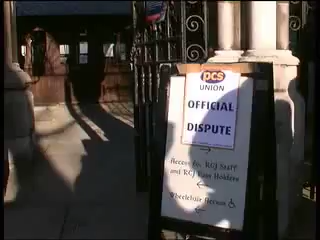 PCS
UNION
OFFICIAL
DISPUTE
Access for RCJ Staff
and RCJ Pass Holders
Wheelchair Access